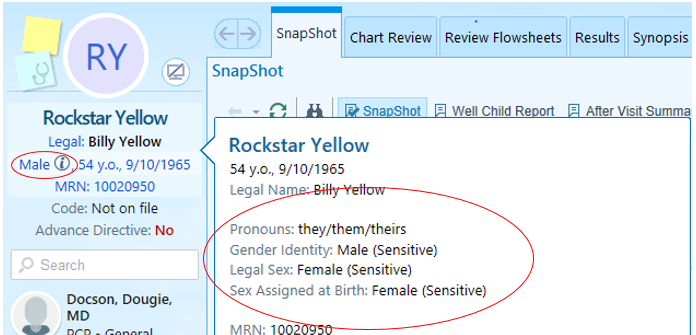 RY
Rockstar Yellow
Legal: Billy Yellow
Male i, 54 y.o., 9/10/1965
MRN: 10020950
Code: Not on file
Advance Directive: No
Search
Docson, Dougie,
MD
PCP - General
SnapShot Chart Review Review Flowsheets Results Synopsis
SnapShot
SnapShot Well Child Report After Visit Summa
Rockstar Yellow
54 y.o., 9/10/1965
Legal Name: Billy Yellow
Pronouns: they/them/theirs
Gender Identity: Male (Sensitive)
Legal Sex: Female (Sensitive)
Sex Assigned at Birth: Female (Sensitive)
MRN: 10020950